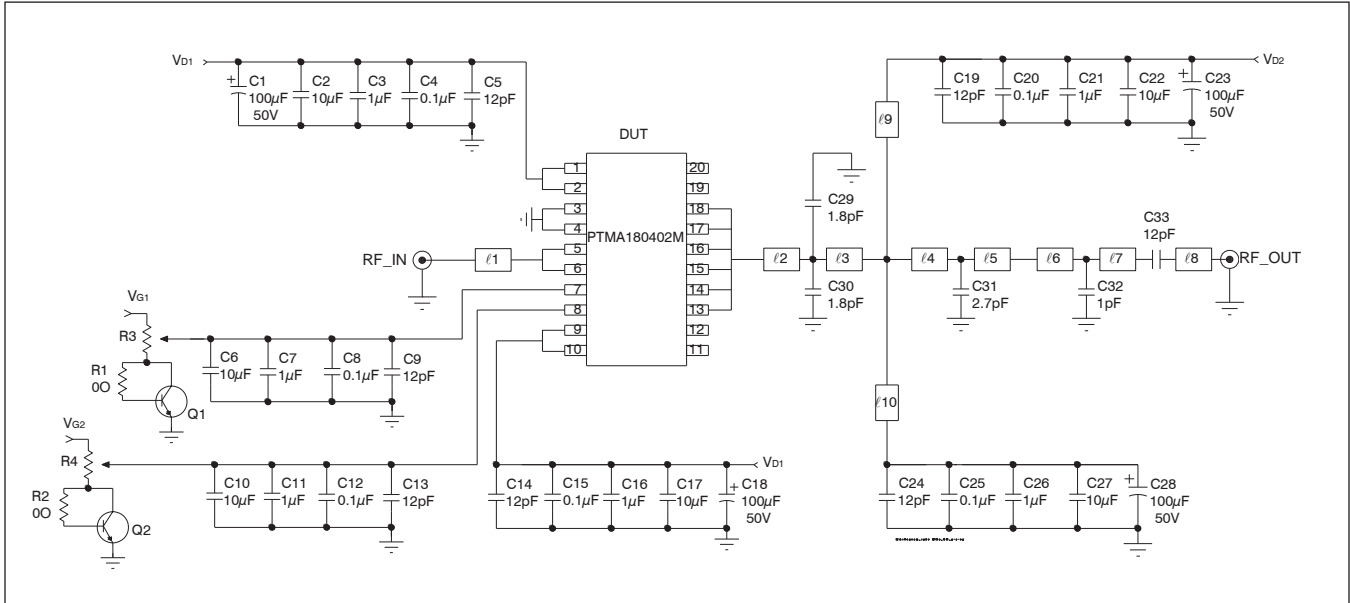 VD1
C1
100µF
50V
C2
10µF
C3
1µF
C4
0.1µF
C5
12pF
C19
12pF
C20
0.1µF
C21
1µF
C22
10µF
C23
100µF
50V
VD2
ℓ9
DUT
1
2
3
4
5
6
7
8
9
10
20
19
18
17
16
15
14
13
12
11
PTMA180402M
RF_IN
ℓ1
C29
1.8pF
ℓ2
ℓ3
C30
1.8pF
ℓ4
C31
2.7pF
ℓ5
ℓ6
C32
1pF
ℓ7
C33
12pF
ℓ8
RF_OUT
ℓ10
VG1
R3
R1
0O
Q1
C6
10µF
C7
1µF
C8
0.1µF
C9
12pF
VG2
R4
R2
0O
Q2
C10
10µF
C11
1µF
C12
0.1µF
C13
12pF
C14
12pF
C15
0.1µF
C16
1µF
C17
10µF
C18
100µF
50V
VD1
C24
12pF
C25
0.1µF
C26
1µF
C27
10µF
C28
100µF
50V